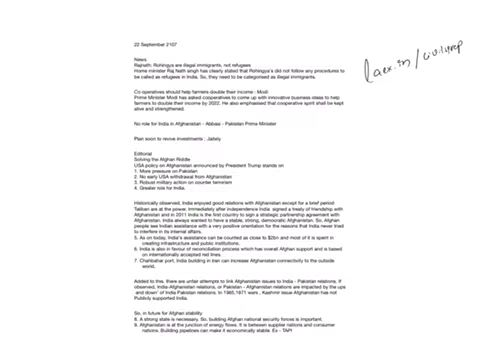 22 September 2107
News
Rajnath: Rohingya are illegal immigrants, not refugees
Home minister Raj Nath singh has clearly stated that Rohingya's did not follow any procedures to
be called as refugees in India. So, they need to be categorised as illegal immigrants.
Co operatives should help farmers double their income : Modi
Prime Minister Modi has asked cooperatives to come up with innovative business ideas to help
farmers to double their income by 2022. He also emphasised that cooperative spirit shall be kept
alive and strengthened.
No role for India in Afghanistan - Abbasi - Pakistan Prime Minister
Plan soon to revive investments : Jaitely
Editorial
Solving the Afghan Riddle
USA policy on Afghanistan announced by President Trump stands on
1. More pressure on Pakistan
2. No early USA withdrawal from Afghanistan
3. Robust military action on counter terrorism
4. Greater role for India.
Historically observed, India enjoyed good relations with Afghanistan except for a brief period
Taliban are at the power. Immediately after independence India signed a treaty of friendship with
Afghanistan and in 2011 India is the first country to sign a strategic partnership agreement with
Afghanistan. India always wanted to have a stable, strong, democratic Afghanistan. So, Afghan
people see Indian assistance with a very positive orientation for the reasons that India never tried
to interfere in its internal affairs.
5. As on today, India's assistance can be counted as close to $2bn and most of it is spent in
creating infrastructure and public institutions.
6. India is also in favour of reconciliation process which has overall Afghan support and is based
on internationally accepted red lines.
7. Chahbahar port, India building in Iran can increase Afghanistan connectivity to the outside
world.
Added to this, there are unfair attempts to link Afghanistan issues to India - Pakistan relations. If
observed, India-Afghanistan relations, or Pakistan - Afghanistan relations are impacted by the ups
and down' of India Pakistan relations. In 1965,1971 wars , Kashmir issue Afghanistan has not
Publicly supported India.
So, in future for Afghan stability
8. A strong state is necessary. So, building Afghan national security forces is important.
9. Afghanistan is at the junction of energy flows. It is between supplier nations and consumer
nations. Building pipelines can make it economically stable. Ex - TAPI